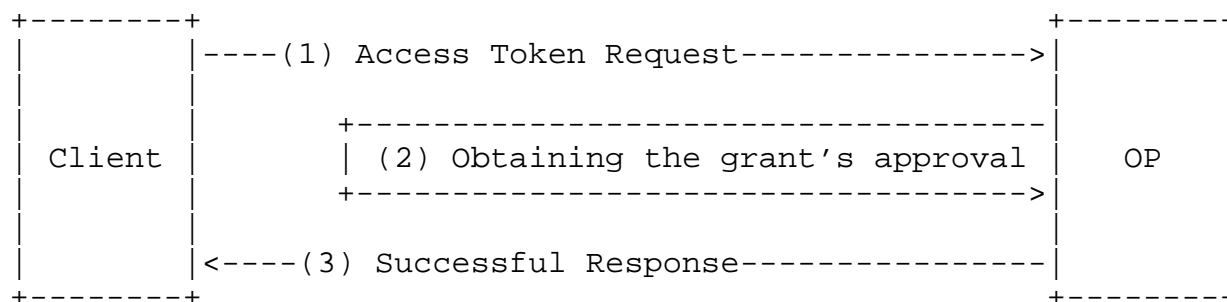 (1) Access Token Request
Client (2) Obtaining the grant's approval OP
(3) Successful Response